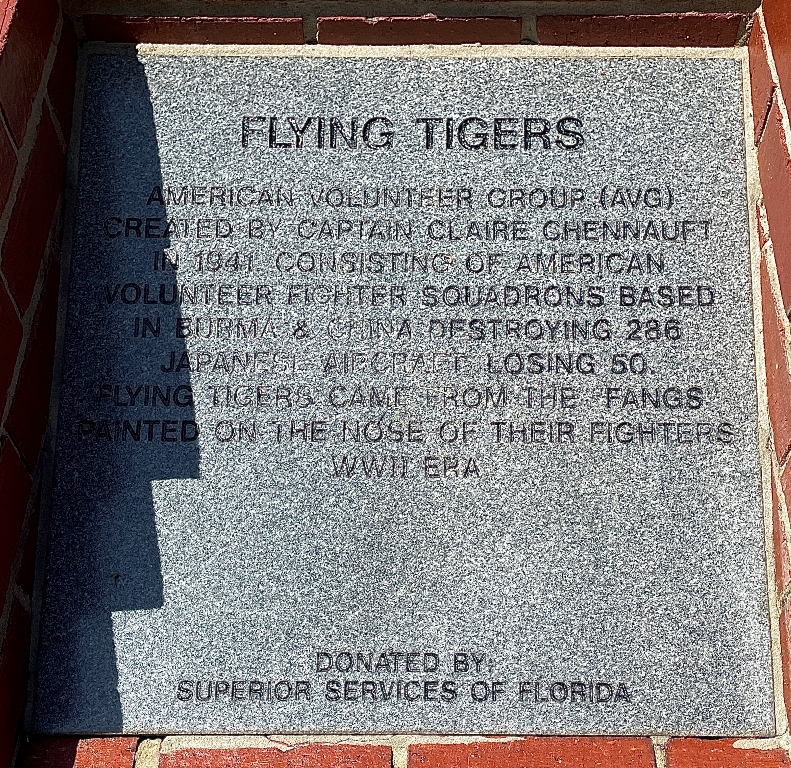 FLYING TIGERS
AMERICAN VOLUNTEER GROUP (AVG)
CREATED BY CAPTAIN CLAIRE CHENNAUFT
IN 1941. CONSISTING OF AMERICAN
VOLUNTEER FIGHTER SQUADRONS BASED
IN BURMA & CHINA DESTROYING 286
JAPANESE AIRCRAFT, LOSING 50.
FLYING TIGERS CAME FROM THE "FANGS"
PAINTED ON THE NOSE OF THEIR FIGHTERS
WWII ERA
DONATED BY:
SUPERIOR SERVICES OF FLORIDA